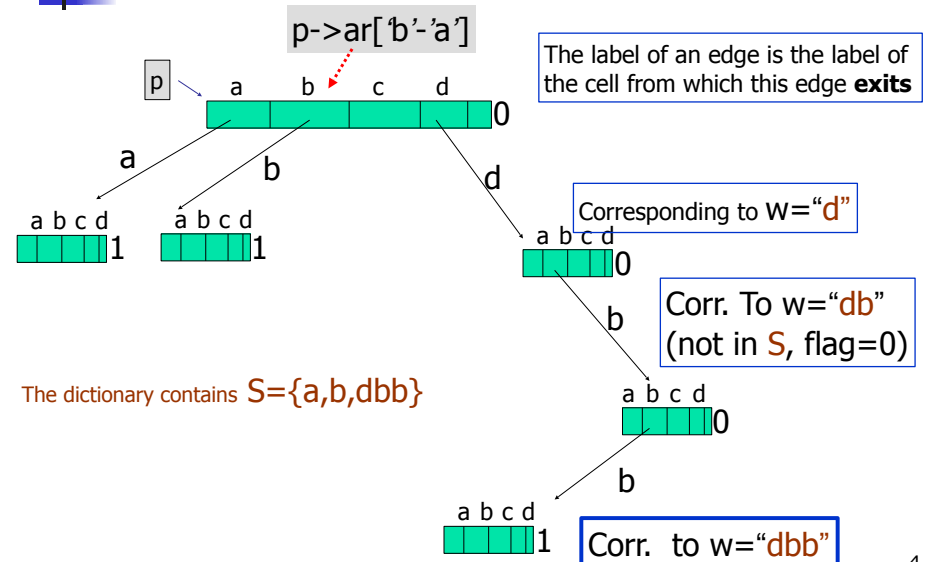 p->ar['b'-'a']
The label of an edge is the label of
the cell from which this edge exits
p
a b c d
0
a
b
d
Corresponding to w="d"
a b c d
1
a b c d
1
a b c d
0
b
Corr. To w="db"
(not in S, flag=0)
The dictionary contains S={a,b,dbb}
a b c d
0
b
a b c d
1
Corr. to w="dbb"